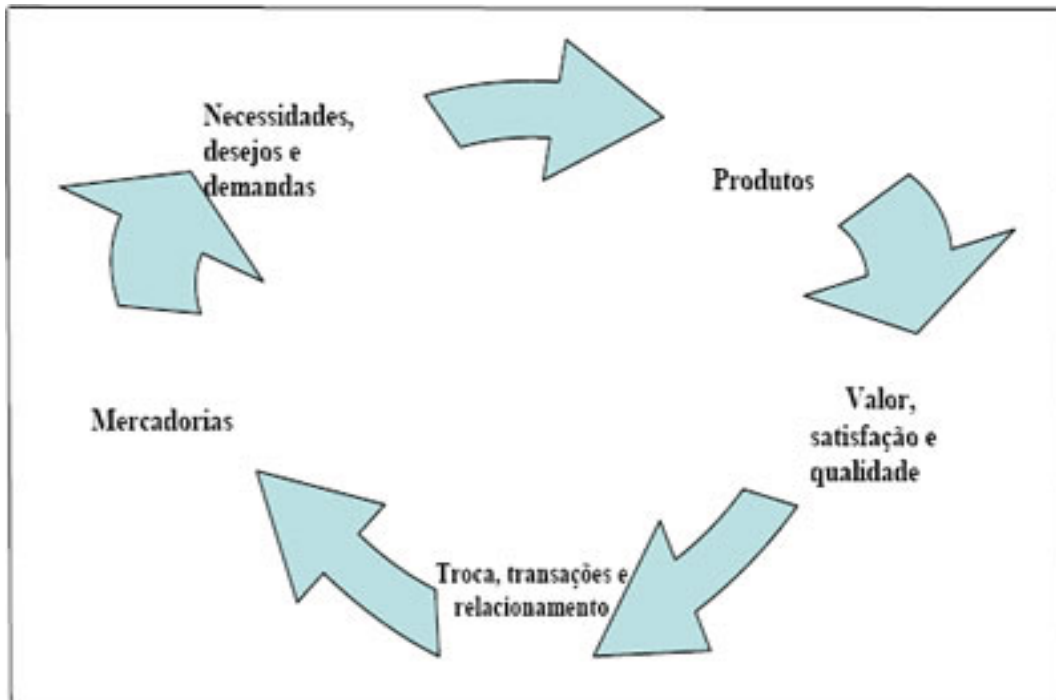 Necessidades,
desejos e
demandas
Produtos
Valor,
satisfação e
qualidade
Troca, transações e
relacionamento
Mercadorias